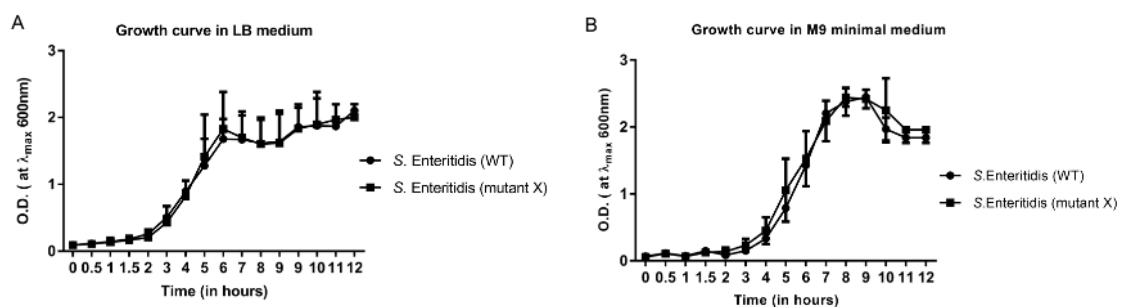 A
Growth curve in LB medium
O.D. ( at λmax 600nm)
3
2
1
0
0 0.5 1 1.5 2 3 4 5 6 7 8 9 9 10 11 12
Time (in hours)
S. Enteritidis (WT)
S. Enteritidis (mutant X)
B
Growth curve in M9 minimal medium
O.D. ( at λmax 600nm)
3
2
1
0
0 0.5 1 1.5 2 3 4 5 6 7 8 9 10 11 12
Time (in hours)
S.Enteritidis (WT)
S.Enteritidis (mutant X)